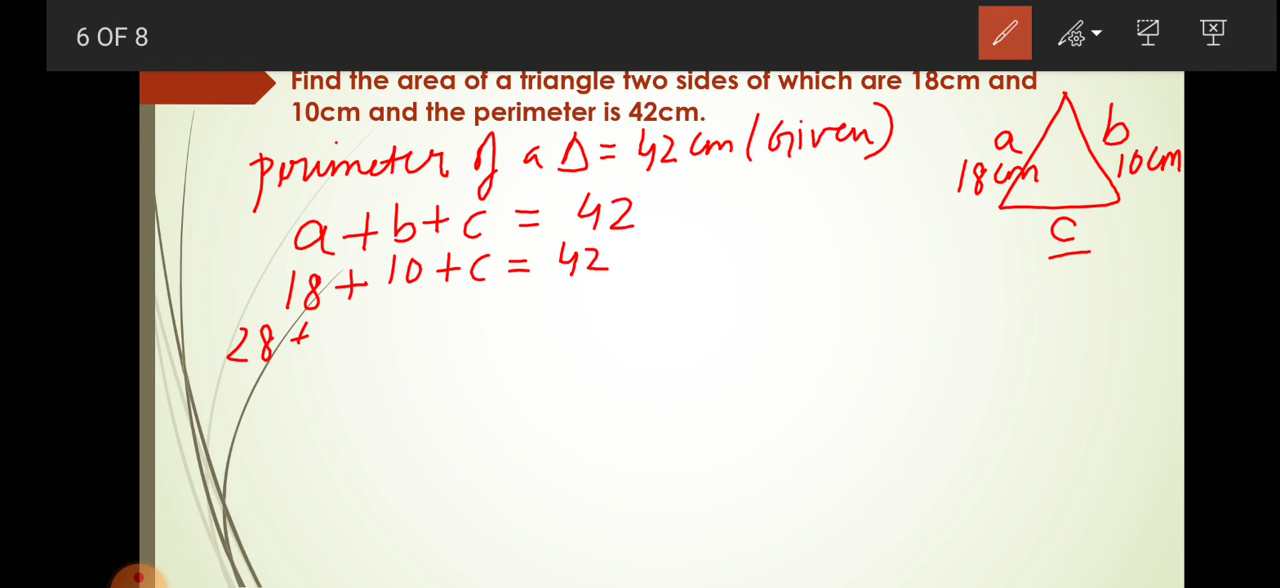 6 OF 8
Find the area of a triangle two sides of which are 18cm and
10cm and the perimeter is 42cm.
perimeter of a Δ = 42 cm (Given)
a + b + c = 42
18 + 10 + c = 42
28 +
a
18cm
b
10cm
c